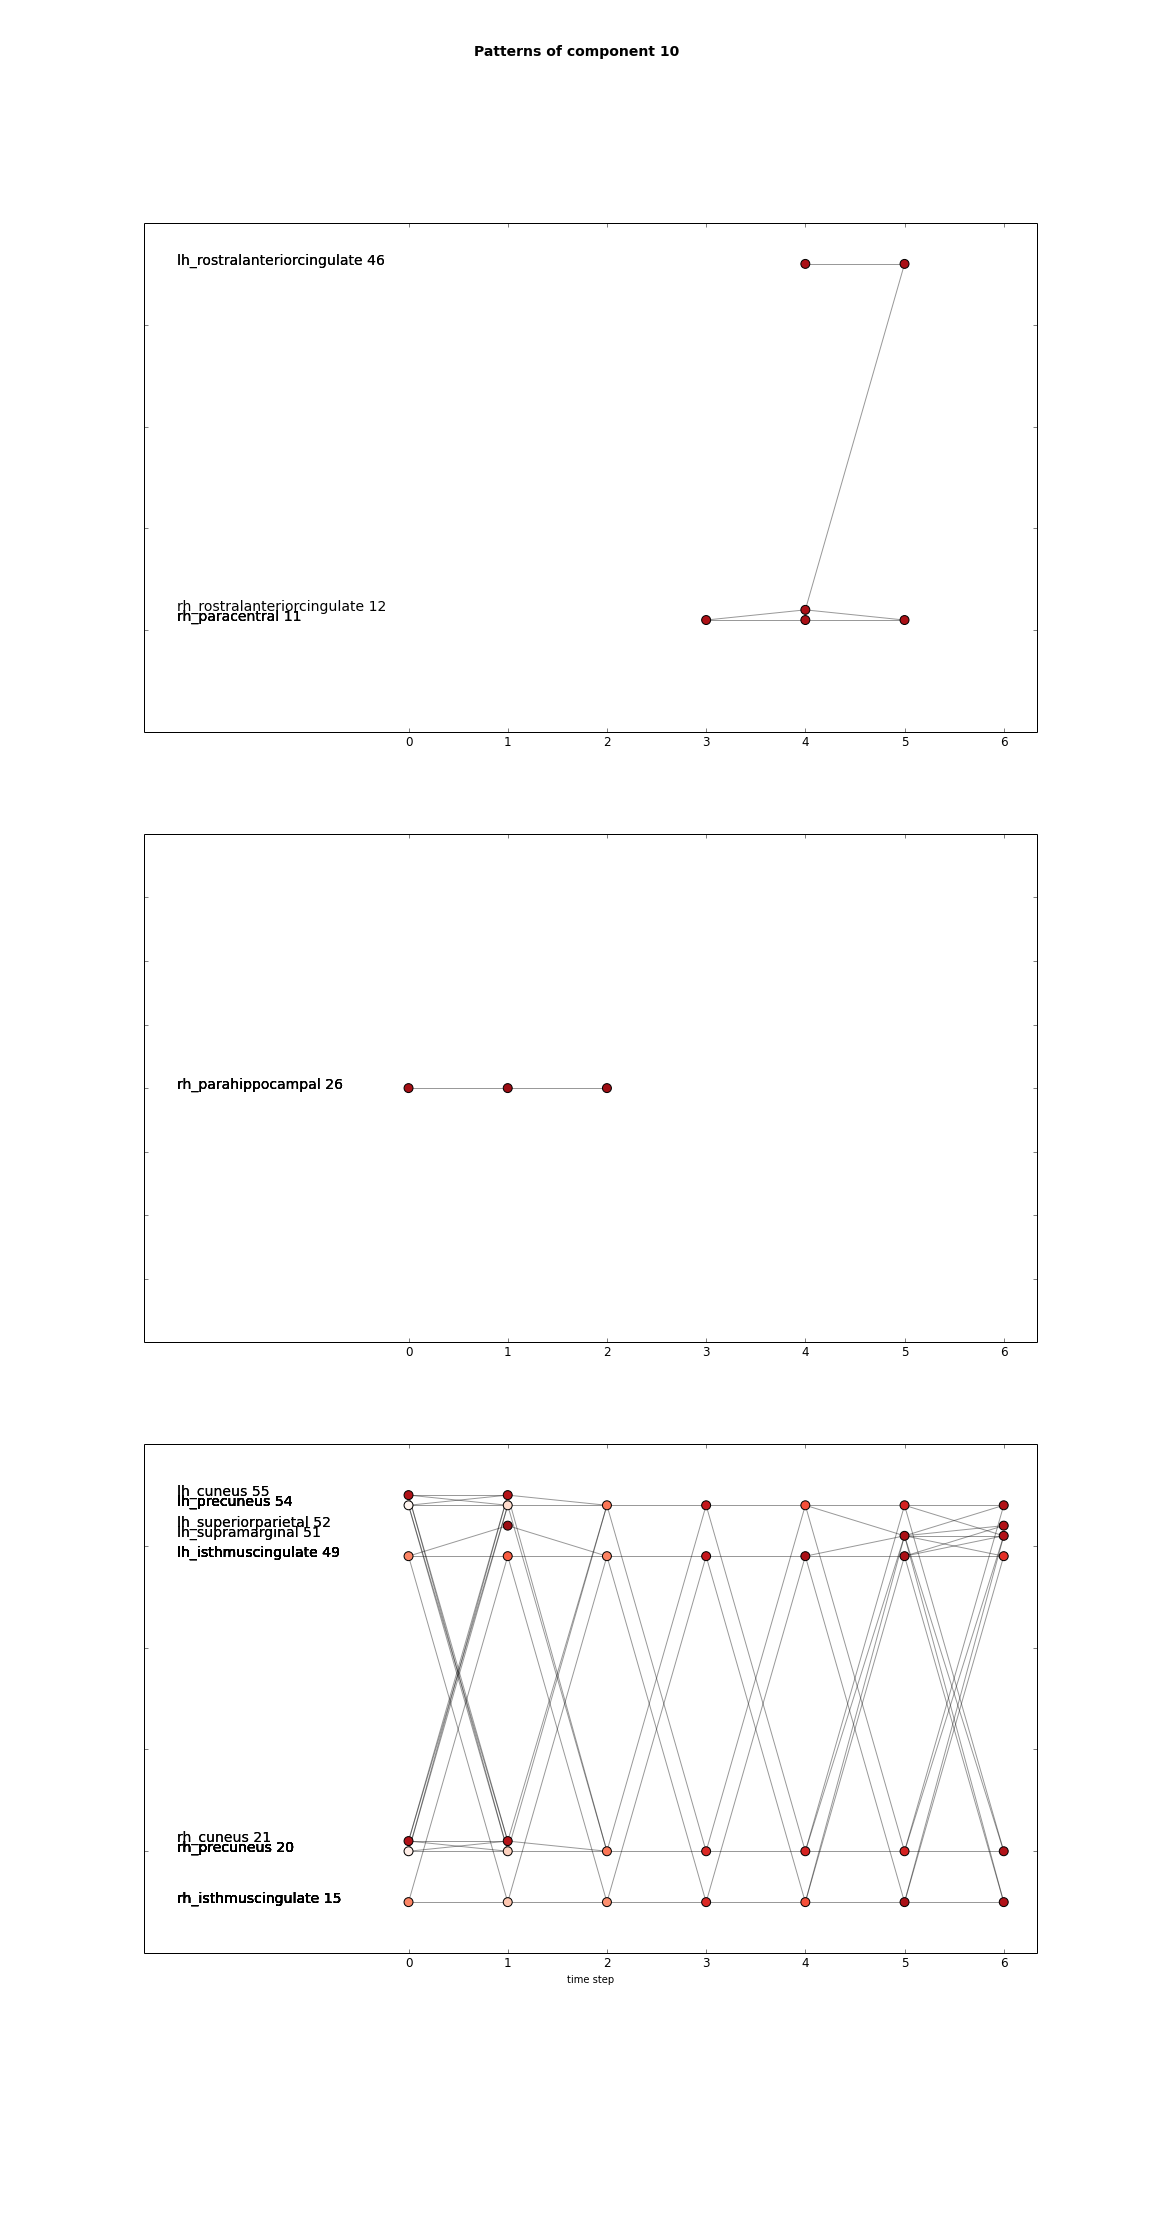 Patterns of component 10
lh_rostralanteriorcingulate 46
rh_rostralanteriorcingulate 12
rh_paracentral 11
0 1 2 3 4 5 6
rh_parahippocampal 26
0 1 2 3 4 5 6
lh_cuneus 55
lh_precuneus 54
lh_superiorparietal 52
lh_supramarginal 51
lh_isthmuscingulate 49
rh_cuneus 21
rh_precuneus 20
rh_isthmuscingulate 15
0 1 2 3 4 5 6
time step